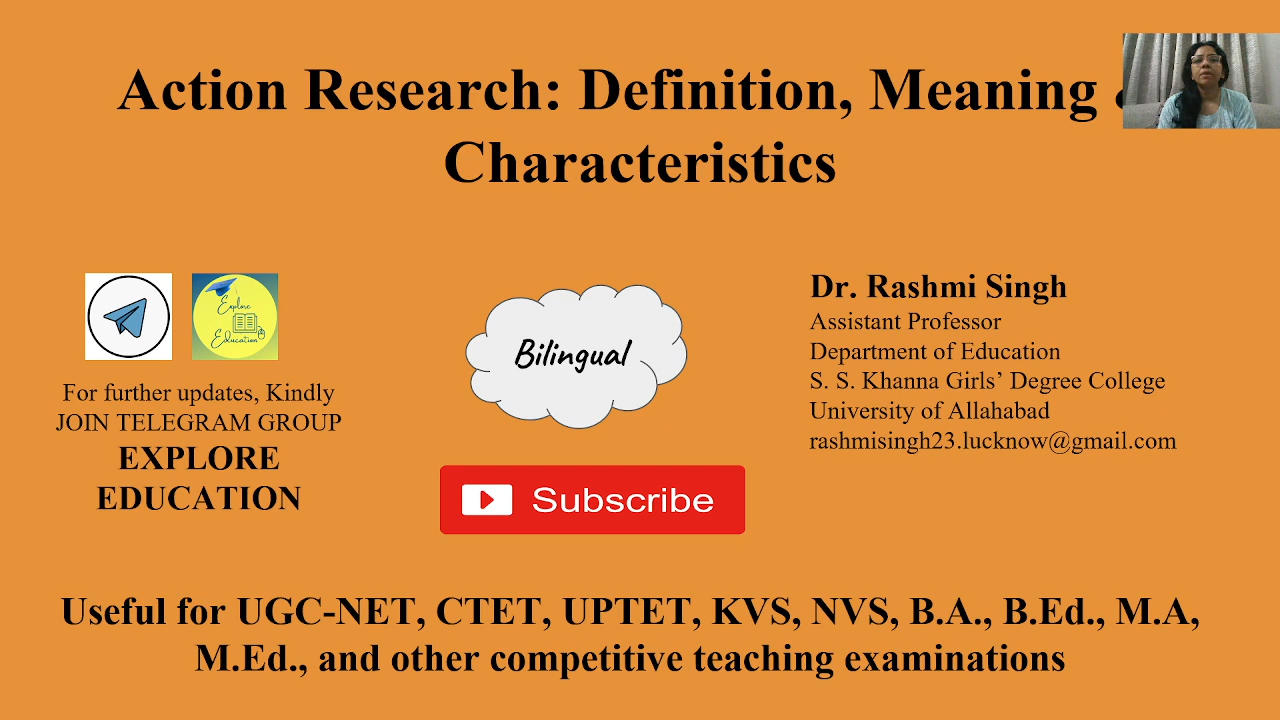 Action Research: Definition, Meaning
Characteristics
Explore
Education
For further updates, Kindly
JOIN TELEGRAM GROUP
EXPLORE
EDUCATION
Bilingual
Subscribe
Dr. Rashmi Singh
Assistant Professor
Department of Education
S. S. Khanna Girls’ Degree College
University of Allahabad
rashmisingh23.lucknow@gmail.com
Useful for UGC-NET, CTET, UPTET, KVS, NVS, B.A., B.Ed., M.A,
M.Ed., and other competitive teaching examinations